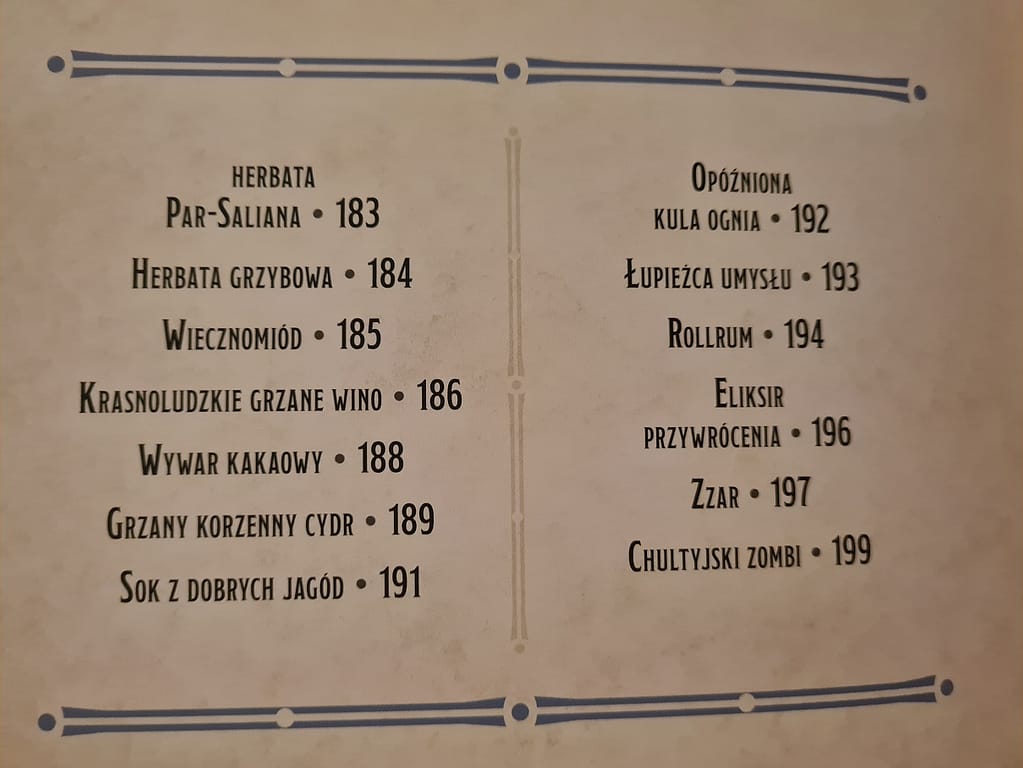 HERBATA
PAR-SALIANA • 183
HERBATA GRZYBOWA • 184
WIECZNOMIÓD • 185
KRASNOLUDZKIE GRZANE WINO • 186
WYWAR KAKAOWY • 188
GRZANY KORZENNY CYDR • 189
SOK Z DOBRYCH JAGÓD • 191
OPÓŹNIONA
KULA OGNIA • 192
ŁUPIEŹCA UMYSŁU • 193
ROLLRUM • 194
ELIKSIR
PRZYWRÓCENIA • 196
ZZAR • 197
CHULTYJSKI ZOMBI • 199